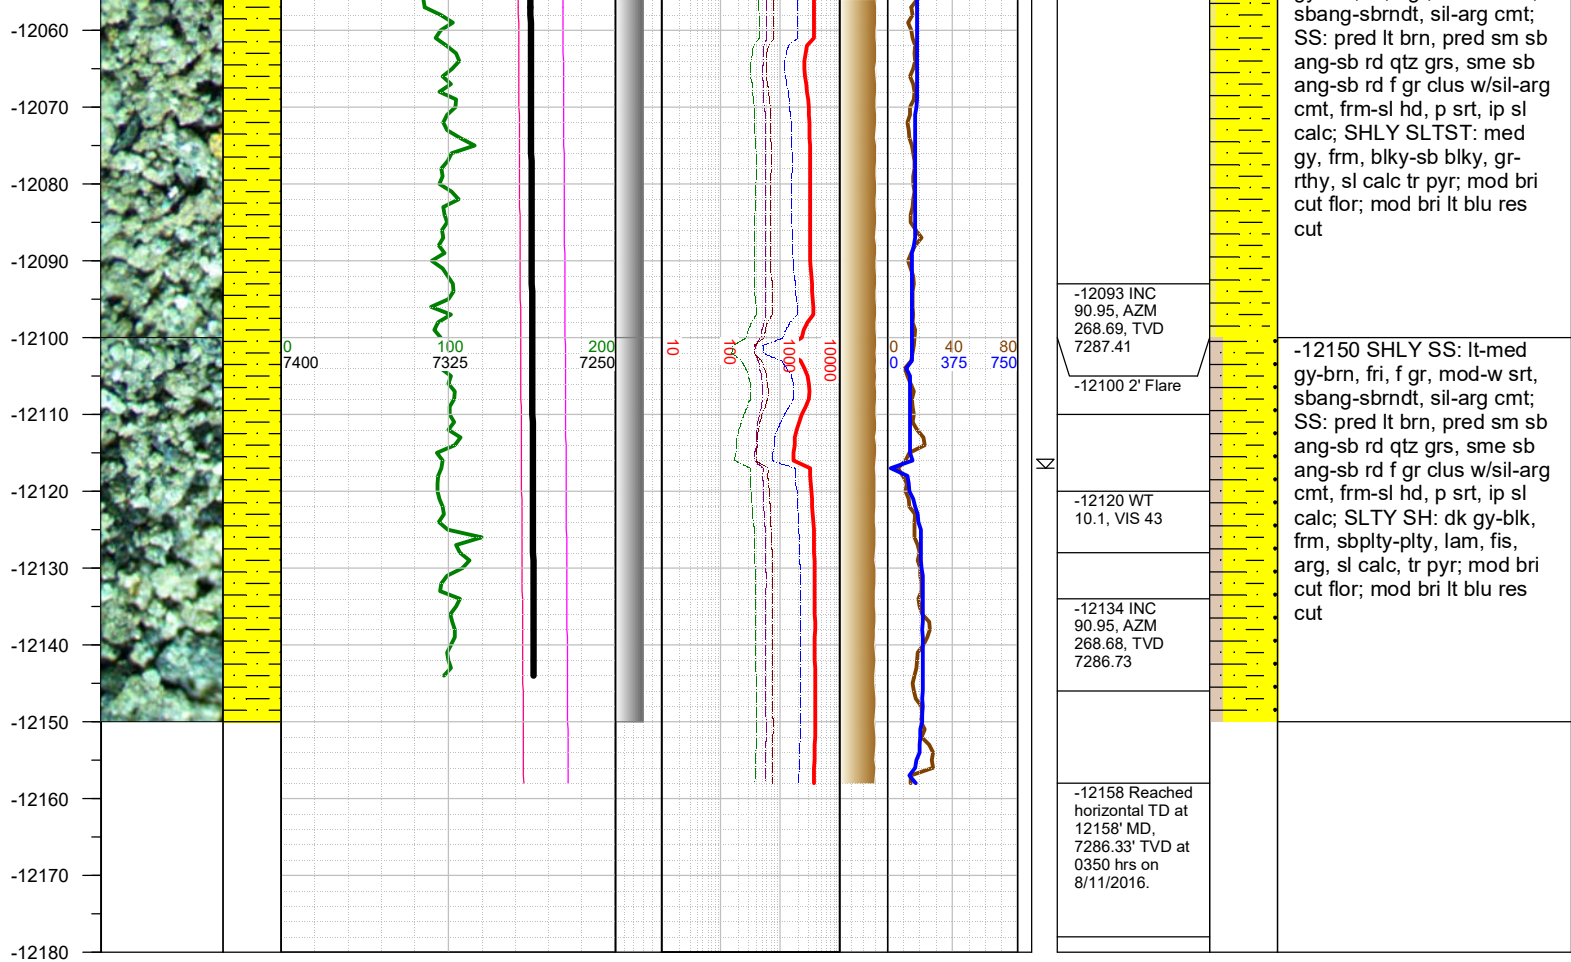 -12060
-12070
-12080
-12090
-12100
-12110
-12120
-12130
-12140
-12150
-12160
-12170
-12180
0 100 200
7400 7325 7250
10 100 1000 10000
0 40 80
0 375 750
-12093 INC
90.95, AZM
268.69, TVD
7287.41
-12100 2' Flare
-12120 WT
10.1, VIS 43
-12134 INC
90.95, AZM
268.68, TVD
7286.73
-12158 Reached
horizontal TD at
12158' MD,
7286.33' TVD at
0350 hrs on
8/11/2016.
sbang-sbrndt, sil-arg cmt;
SS: pred lt brn, pred sm sb
ang-sb rd qtz grs, sme sb
ang-sb rd f gr clus w/sil-arg
cmt, frm-sl hd, p srt, ip sl
calc; SHLY SLTST: med
gy, frm, blky-sb blky, gr-
rthy, sl calc tr pyr; mod bri
cut flor; mod bri lt blu res
cut
-12150 SHLY SS: lt-med
gy-brn, fri, f gr, mod-w srt,
sbang-sbrndt, sil-arg cmt;
SS: pred lt brn, pred sm sb
ang-sb rd qtz grs, sme sb
ang-sb rd f gr clus w/sil-arg
cmt, frm-sl hd, p srt, ip sl
calc; SLTY SH: dk gy-blk,
frm, sbplty-plty, lam, fis,
arg, sl calc, tr pyr; mod bri
cut flor; mod bri lt blu res
cut